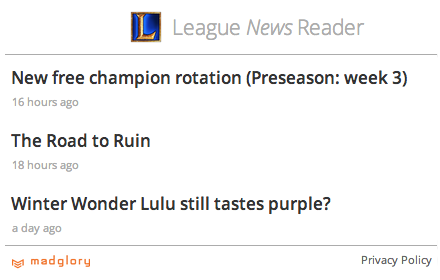 L League News Reader
New free champion rotation (Preseason: week 3)
16 hours ago
The Road to Ruin
18 hours ago
Winter Wonder Lulu still tastes purple?
a day ago
madglory Privacy Policy